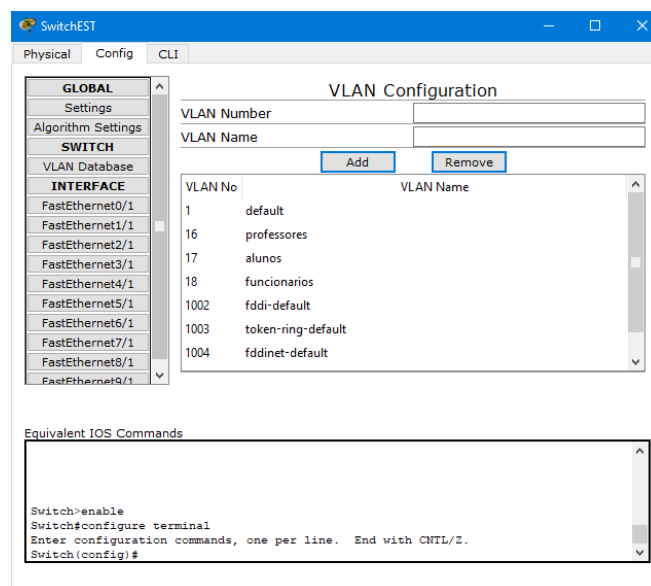 SwitchEST
Physical Config CLI
GLOBAL
Settings
Algorithm Settings
SWITCH
VLAN Database
INTERFACE
FastEthernet0/1
FastEthernet1/1
FastEthernet2/1
FastEthernet3/1
FastEthernet4/1
FastEthernet5/1
FastEthernet6/1
FastEthernet7/1
FastEthernet8/1
FastEthernet9/1
VLAN Configuration
VLAN Number
VLAN Name
Add Remove
VLAN No VLAN Name
1 default
16 professores
17 alunos
18 funcionarios
1002 fddi-default
1003 token-ring-default
1004 fddinet-default
Equivalent IOS Commands
Switch>enable
Switch#configure terminal
Enter configuration commands, one per line. End with CNTL/Z.
Switch(config)#